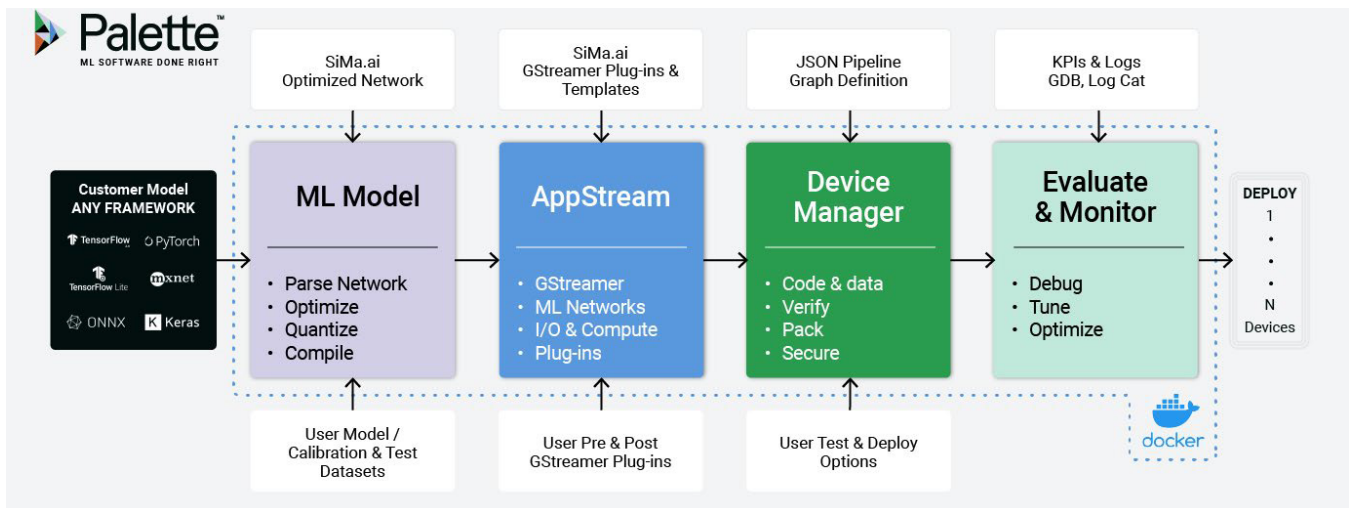 Palette™
ML SOFTWARE DONE RIGHT
SiMa.ai
Optimized Network
SiMa.ai
GStreamer Plug-ins &
Templates
JSON Pipeline
Graph Definition
KPIs & Logs
GDB, Log Cat
Customer Model
ANY FRAMEWORK
TensorFlow
PyTorch
TensorFlow Lite
mxnet
ONNX
K Keras
ML Model
• Parse Network
• Optimize
• Quantize
• Compile
AppStream
• GStreamer
• ML Networks
• I/O & Compute
• Plug-ins
Device
Manager
• Code & data
• Verify
• Pack
• Secure
Evaluate
& Monitor
• Debug
• Tune
• Optimize
DEPLOY
1
•
•
•
N
Devices
User Model /
Calibration & Test
Datasets
User Pre & Post
GStreamer Plug-ins
User Test & Deploy
Options
docker